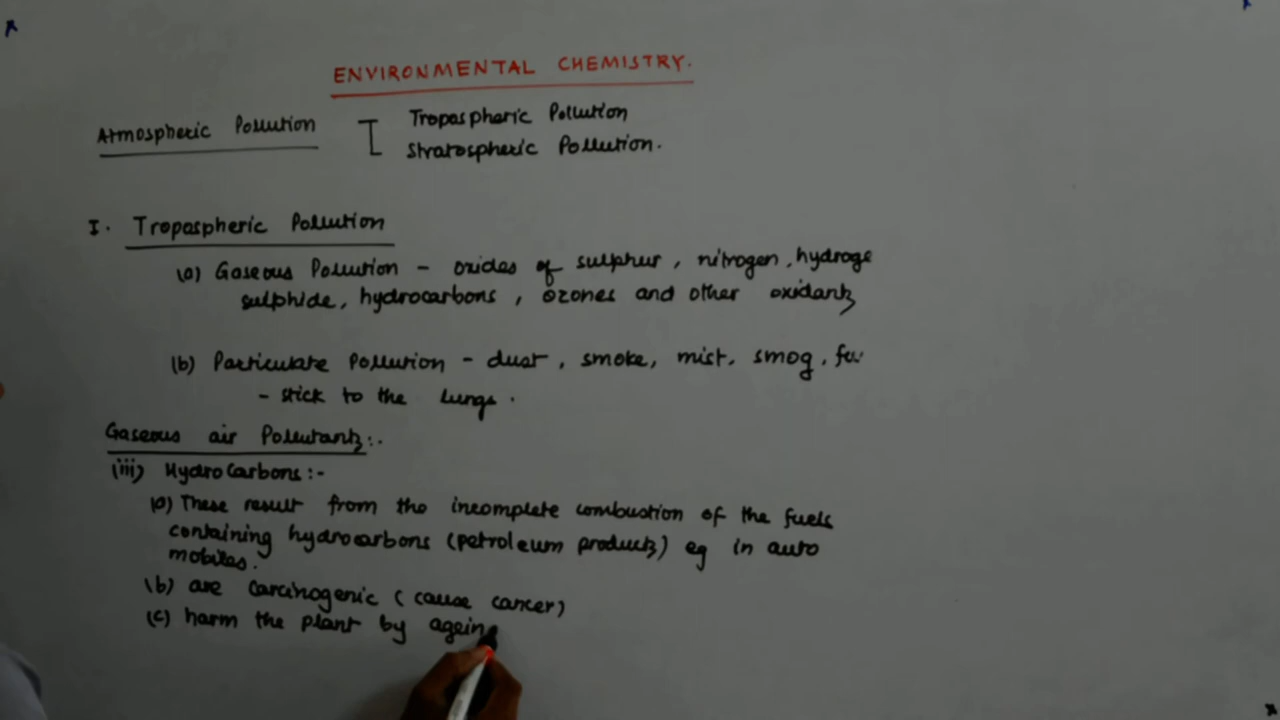 ENVIRONMENTAL CHEMISTRY.
Atmospheric Pollution
Tropospheric Pollution
Stratospheric Pollution.
I. Tropospheric Pollution
(a) Gaseous Pollution - oxides of sulphur, nitrogen, hydroge
sulphide, hydrocarbons, ozones and other oxidants
(b) Particulate Pollution - dust, smoke, mist, smog,
- stick to the lungs.
Gaseous air Pollutants:.
(iii) HydroCarbons:-
(a) These result from the incomplete combustion of the fuels
containing hydrocarbons (petroleum products) eg in auto
mobiles.
(b) are Carcinogenic (cause cancer)
(c) harm the plant by agein